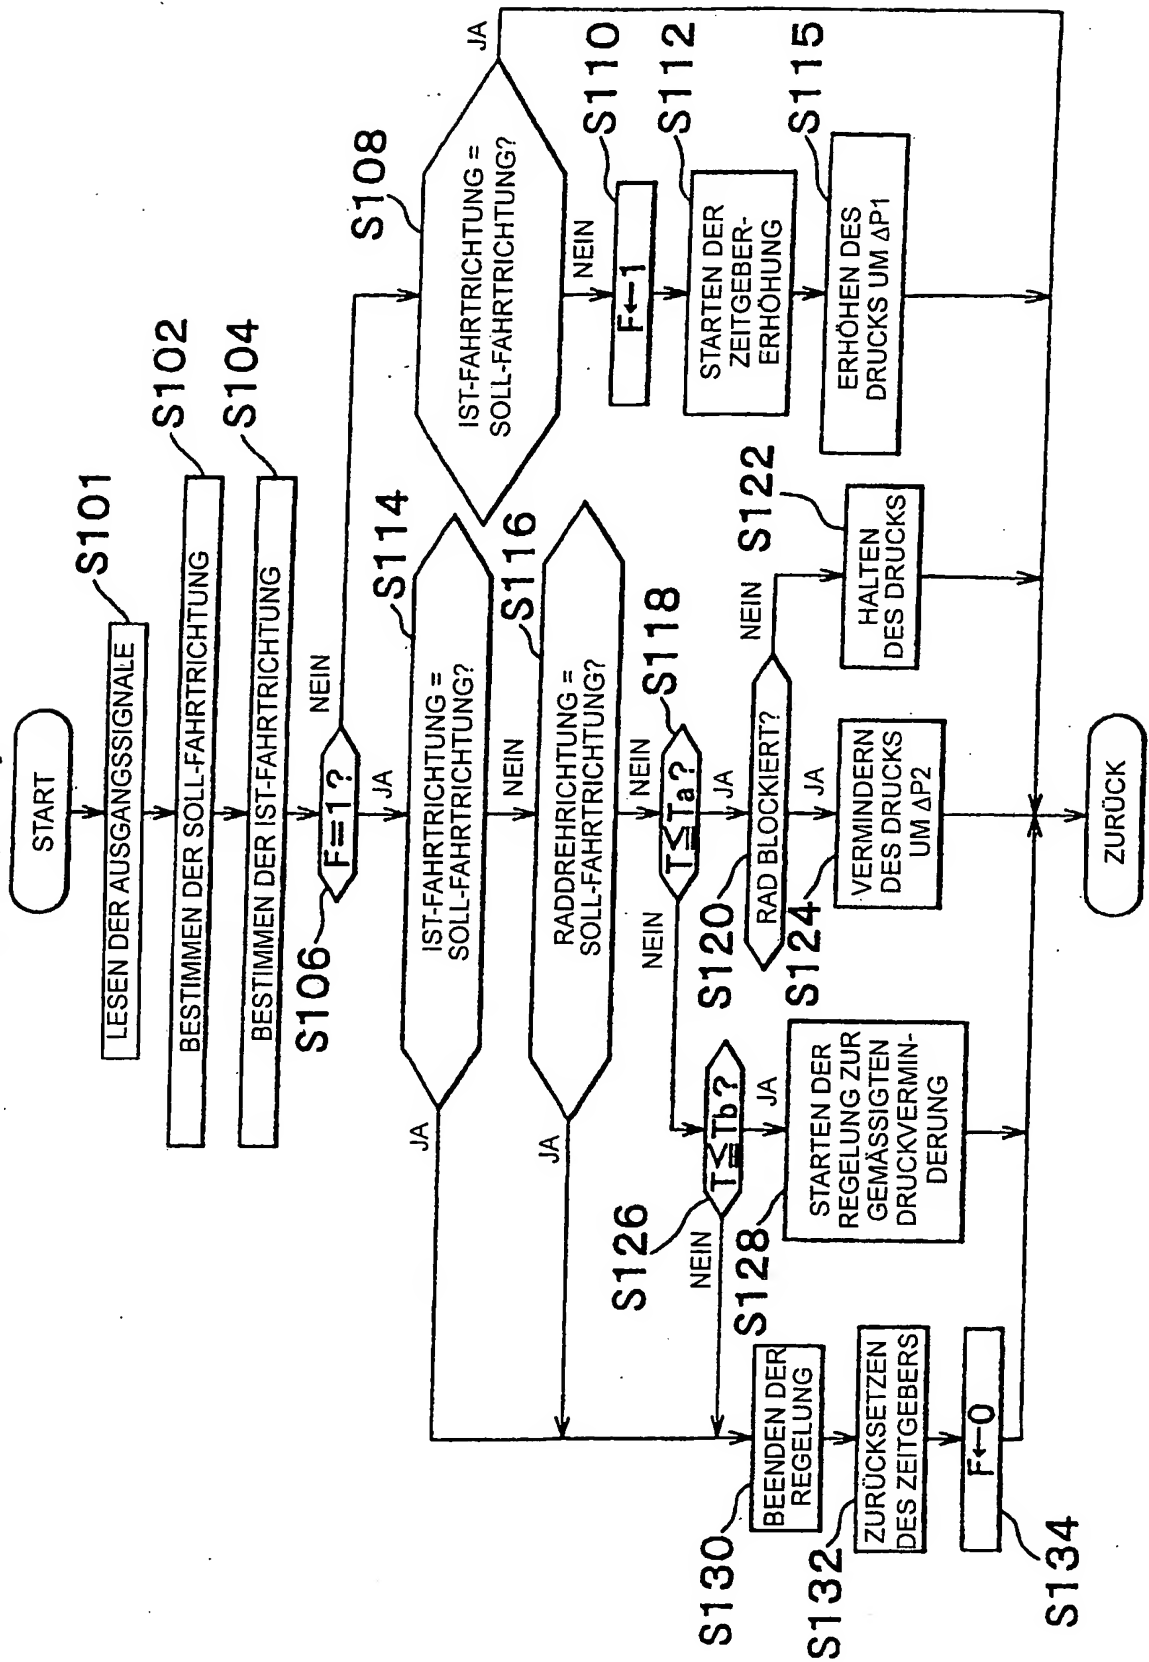 START
LESEN DER AUSGANGSSIGNALE
S101
BESTIMMEN DER SOLL-FAHRTRICHTUNG
S102
BESTIMMEN DER IST-FAHRTRICHTUNG
S104
S106
F=1?
NEIN
JA
S108
IST-FAHRTRICHTUNG =
SOLL-FAHRTRICHTUNG?
JA
NEIN
F←1
S110
STARTEN DER
ZEITGEBER-
ERHÖHUNG
S112
ERHÖHEN DES
DRUCKS UM ΔP1
S115
S114
IST-FAHRTRICHTUNG =
SOLL-FAHRTRICHTUNG?
JA
NEIN
S116
RADDREHRICHTUNG =
SOLL-FAHRTRICHTUNG?
JA
NEIN
S118
T≦Ta?
NEIN
JA
S120
RAD BLOCKIERT?
NEIN
JA
S122
HALTEN
DES DRUCKS
S124
VERMINDERN
DES DRUCKS
UM ΔP2
S126
T≦Tb?
NEIN
JA
S128
STARTEN DER
REGELUNG ZUR
GEMÄSSIGTEN
DRUCKVERMIN-
DERUNG
S130
BEENDEN DER
REGELUNG
S132
ZURÜCKSETZEN
DES ZEITGEBERS
F←0
S134
ZURÜCK